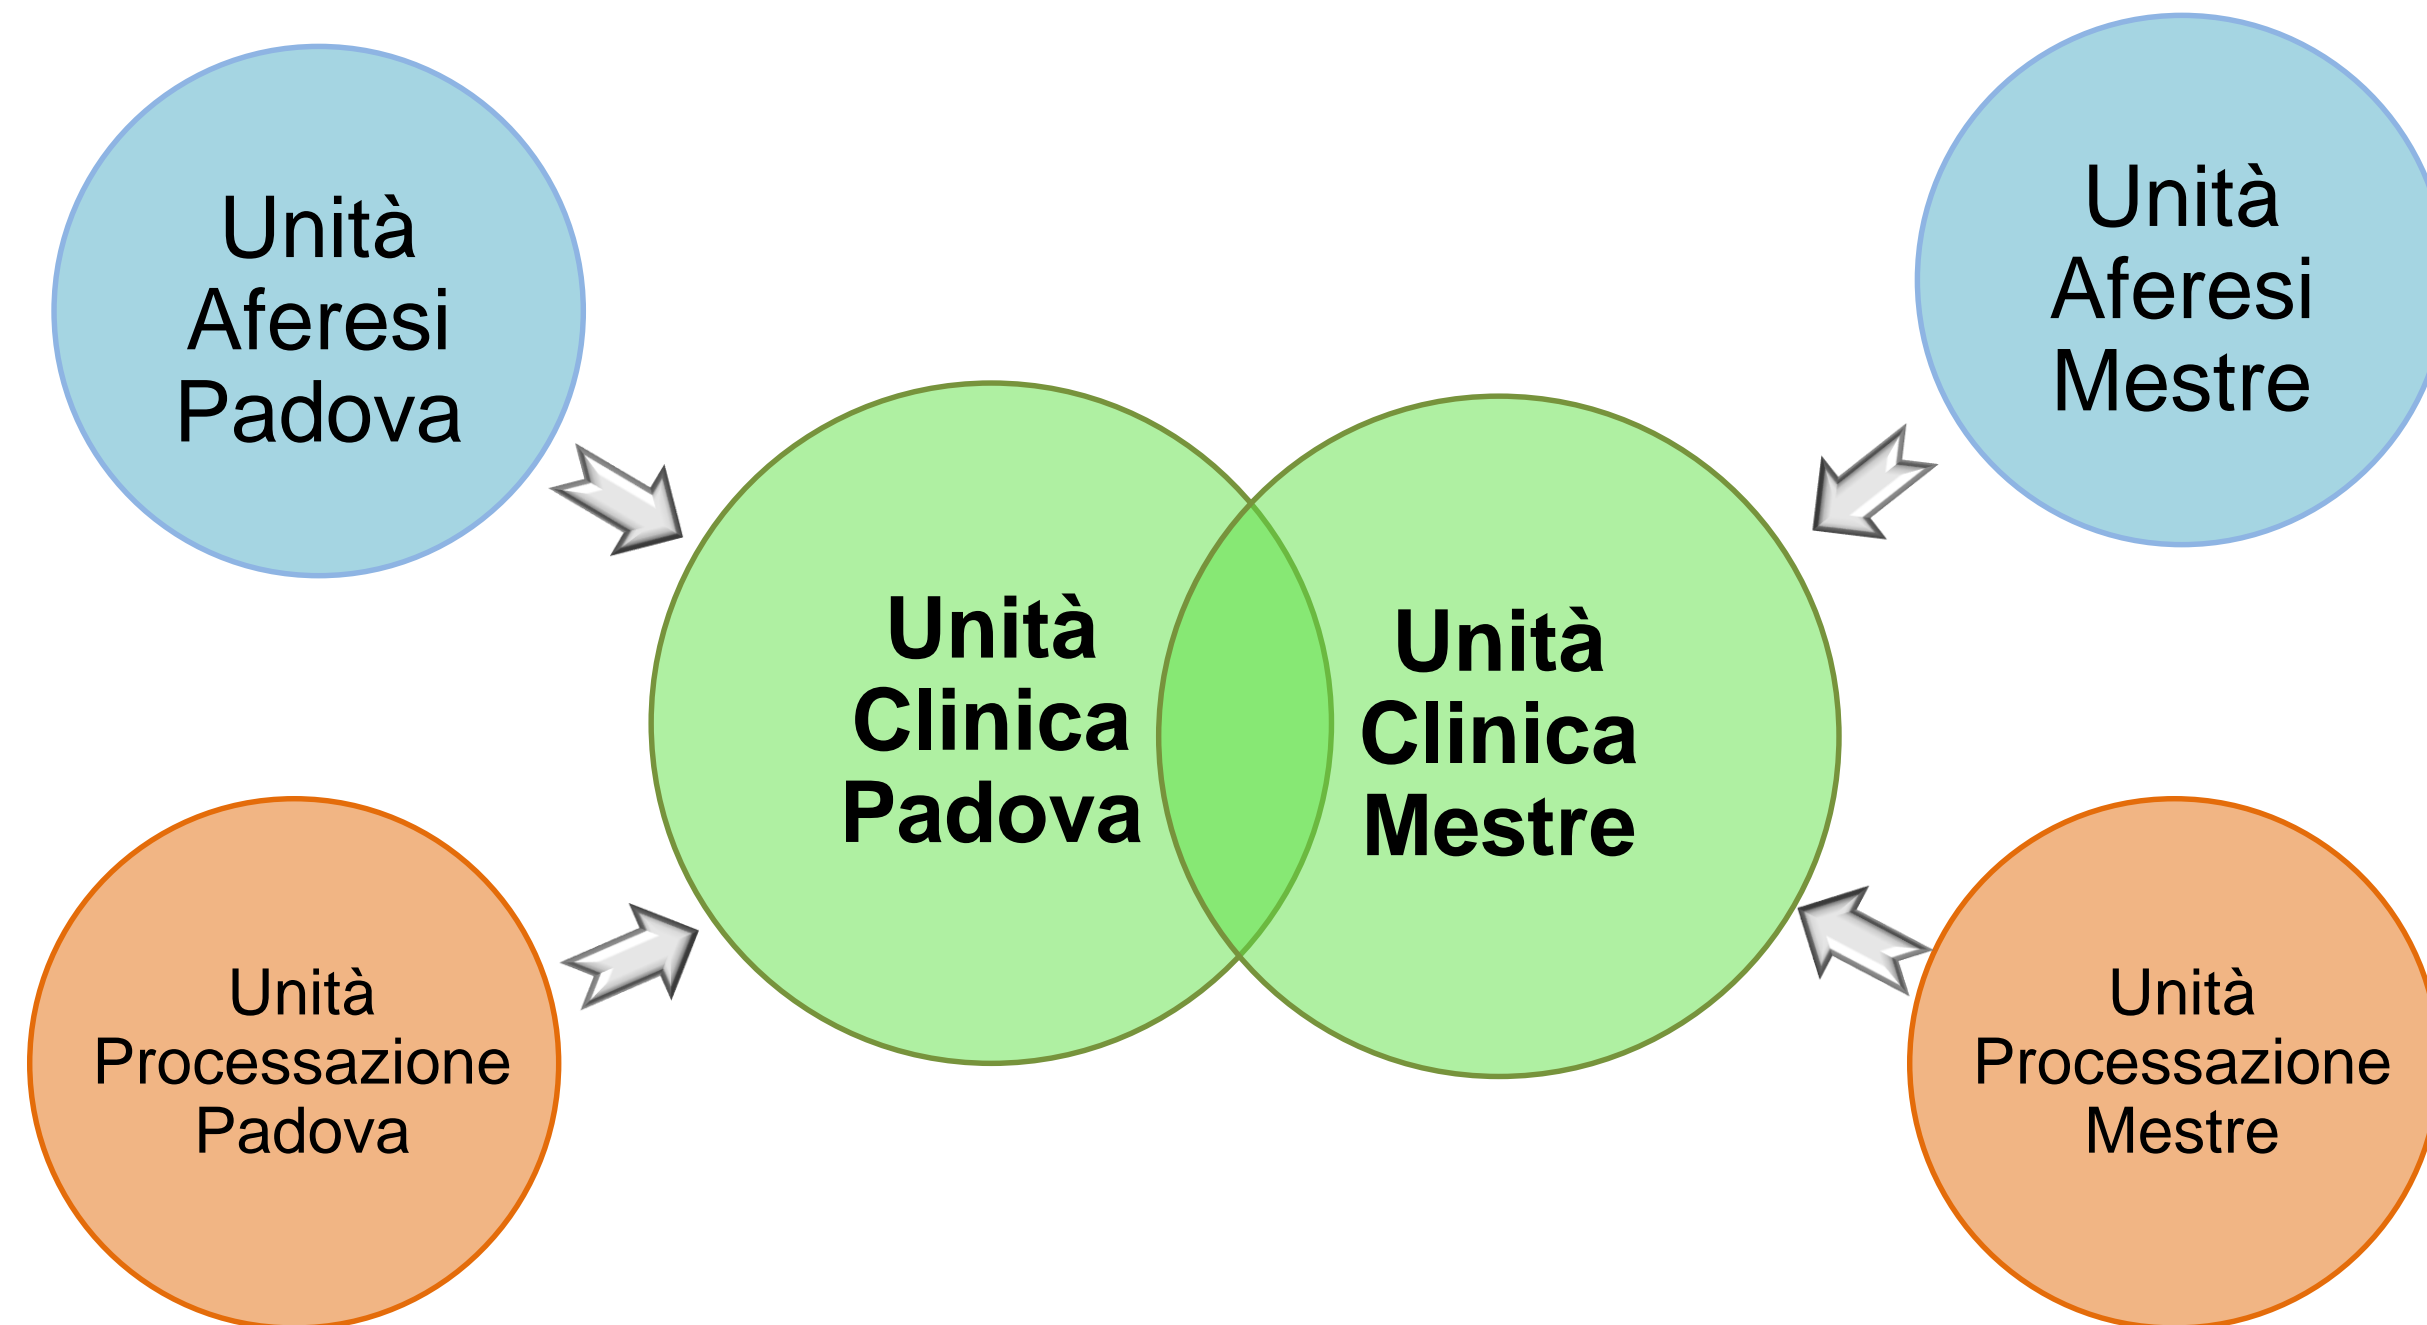 Unità
Aferesi
Padova
Unità
Aferesi
Mestre
Unità
Clinica
Padova
Unità
Clinica
Mestre
Unità
Processazione
Padova
Unità
Processazione
Mestre